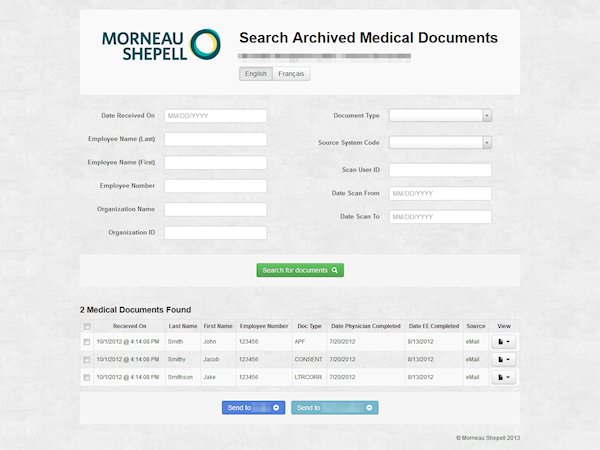 MORNEAU
SHEPELL
Search Archived Medical Documents
English Français
Date Received On MM/DD/YYYY Document Type
Employee Name (Last) Source System Code
Employee Name (First) Scan User ID
Employee Number Date Scan From MM/DD/YYYY
Organization Name Date Scan To MM/DD/YYYY
Organization ID
Search for documents
2 Medical Documents Found
Recieved On Last Name First Name Employee Number Doc Type Date Physician Completed Date EE Completed Source View
10/1/2012 @ 4:14:08 PM Smith John 123456 APF 7/20/2012 8/13/2012 eMail
10/1/2012 @ 4:14:08 PM Smithy Jacob 123456 CONSENT 7/20/2012 8/13/2012 eMail
10/1/2012 @ 4:14:08 PM Smithson Jake 123456 LTRCORR 7/20/2012 8/13/2012 eMail
Send to Send to
© Morneau Shepell 2013